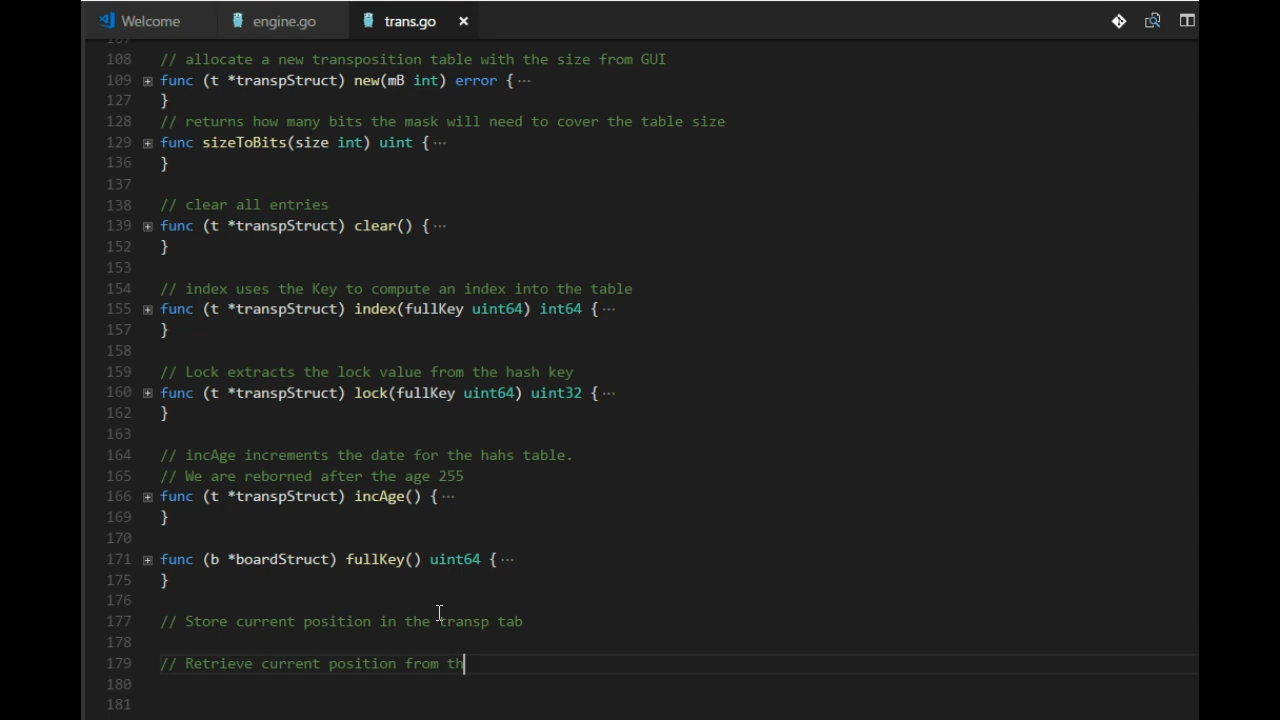 Welcome engine.go trans.go
107
108 // allocate a new transposition table with the size from GUI
109 func (t *transpStruct) new(mB int) error {...
127 }
128 // returns how many bits the mask will need to cover the table size
129 func sizeToBits(size int) uint {...
136 }
137
138 // clear all entries
139 func (t *transpStruct) clear() {...
152 }
153
154 // index uses the Key to compute an index into the table
155 func (t *transpStruct) index(fullKey uint64) int64 {...
157 }
158
159 // Lock extracts the lock value from the hash key
160 func (t *transpStruct) lock(fullKey uint64) uint32 {...
162 }
163
164 // incAge increments the date for the hahs table.
165 // We are reborned after the age 255
166 func (t *transpStruct) incAge() {...
169 }
170
171 func (b *boardStruct) fullKey() uint64 {...
175 }
176
177 // Store current position in the transp tab
178
179 // Retrieve current position from th
180
181